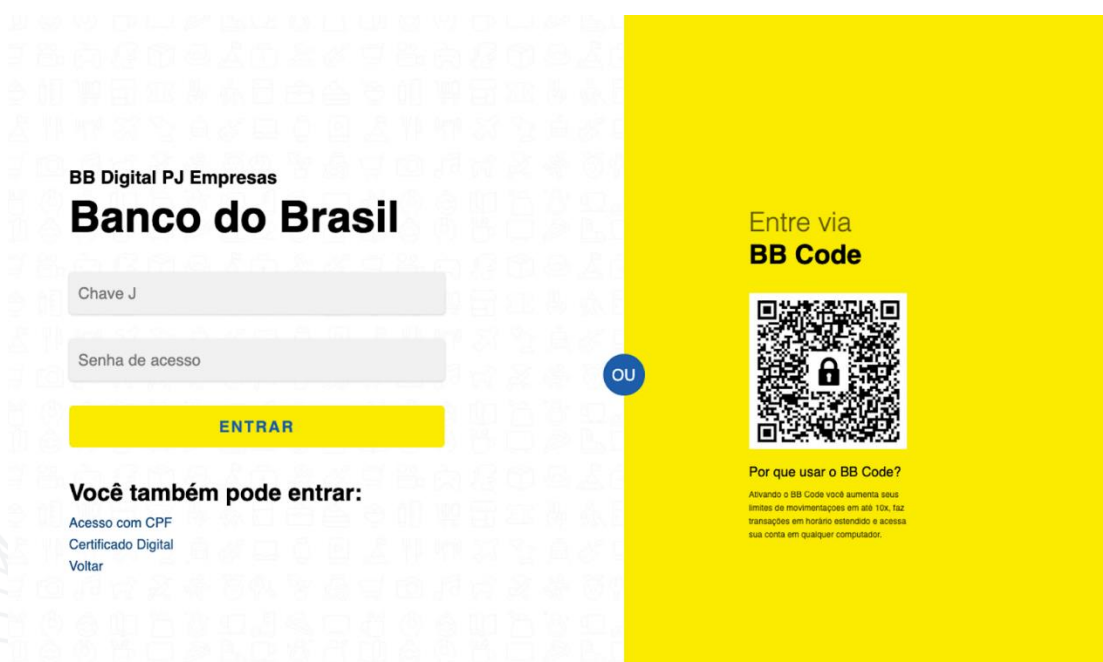 BB Digital PJ Empresas
Banco do Brasil
Chave J
Senha de acesso
ENTRAR
Você também pode entrar:
Acesso com CPF
Certificado Digital
Voltar
OU
Entre via
BB Code
Por que usar o BB Code?
Ativando o BB Code você aumenta seus
limites de movimentaçoes em até 10x, faz
transações em horário estendido e acessa
sua conta em qualquer computador.